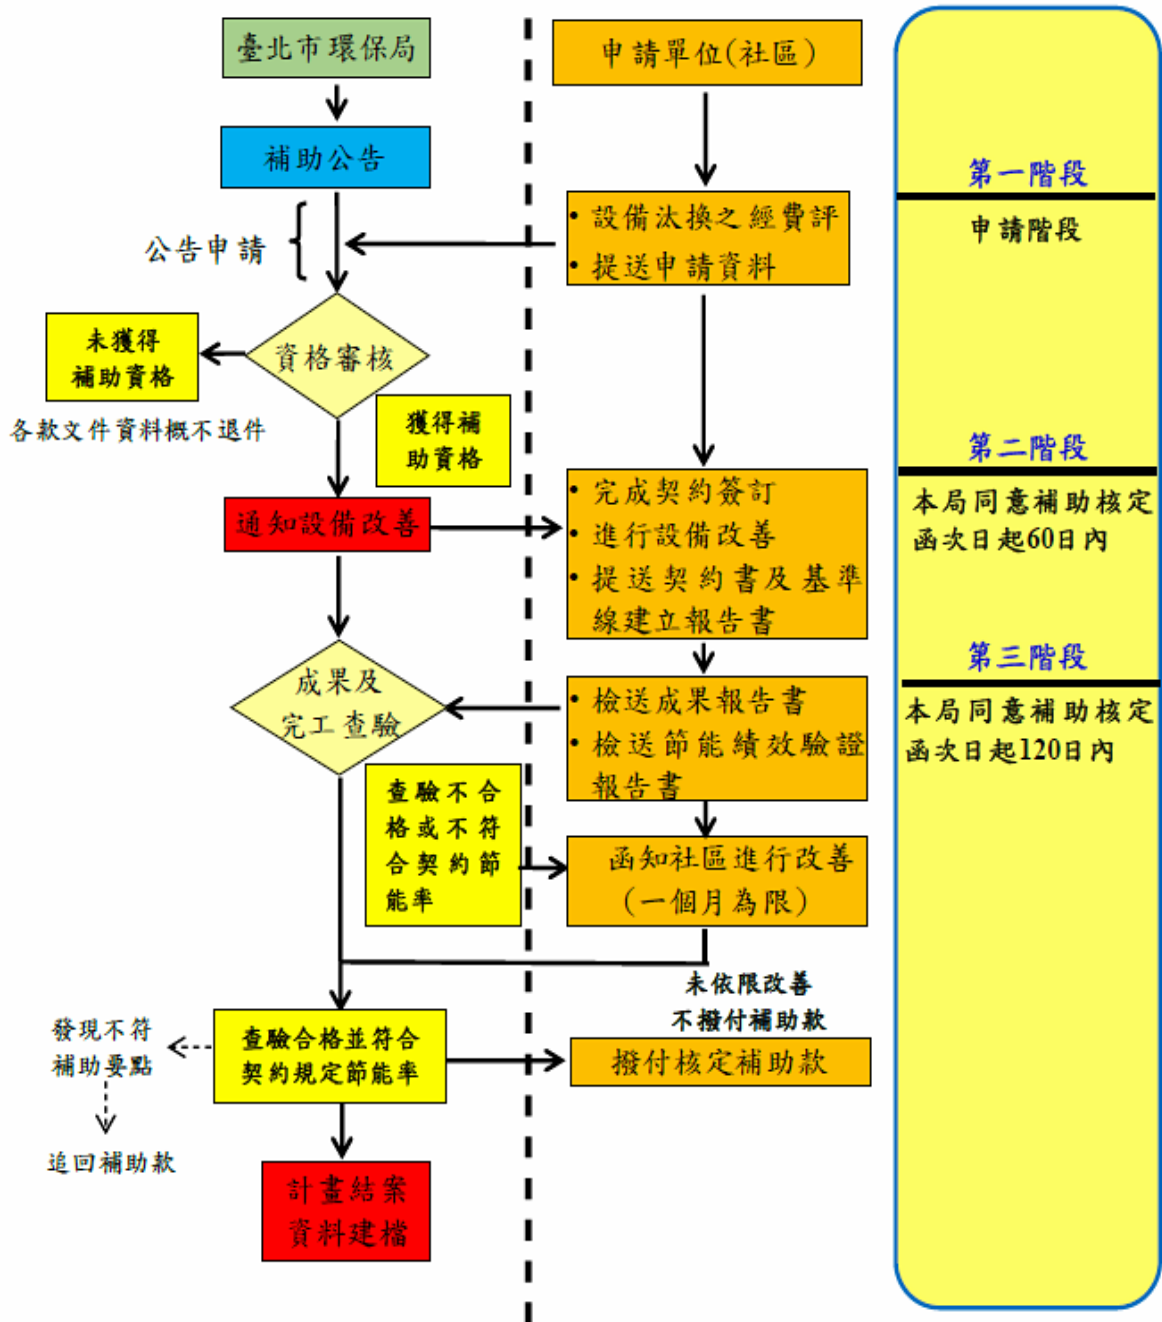 臺北市環保局
申請單位(社區)
補助公告
第一階段
• 設備汰換之經費評
• 提送申請資料
申請階段
公告申請
未獲得
補助資格
資格審核
各款文件資料概不退件
獲得補
助資格
第二階段
通知設備改善
• 完成契約簽訂
• 進行設備改善
• 提送契約書及基準
線建立報告書
本局同意補助核定
函次日起60日內
第三階段
成果及
完工查驗
• 檢送成果報告書
• 檢送節能績效驗證
報告書
本局同意補助核定
函次日起120日內
查驗不合
格或不符
合契約節
能率
函知社區進行改善
(一個月為限)
未依限改善
不撥付補助款
發現不符
補助要點
查驗合格並符合
契約規定節能率
撥付核定補助款
追回補助款
計畫結案
資料建檔